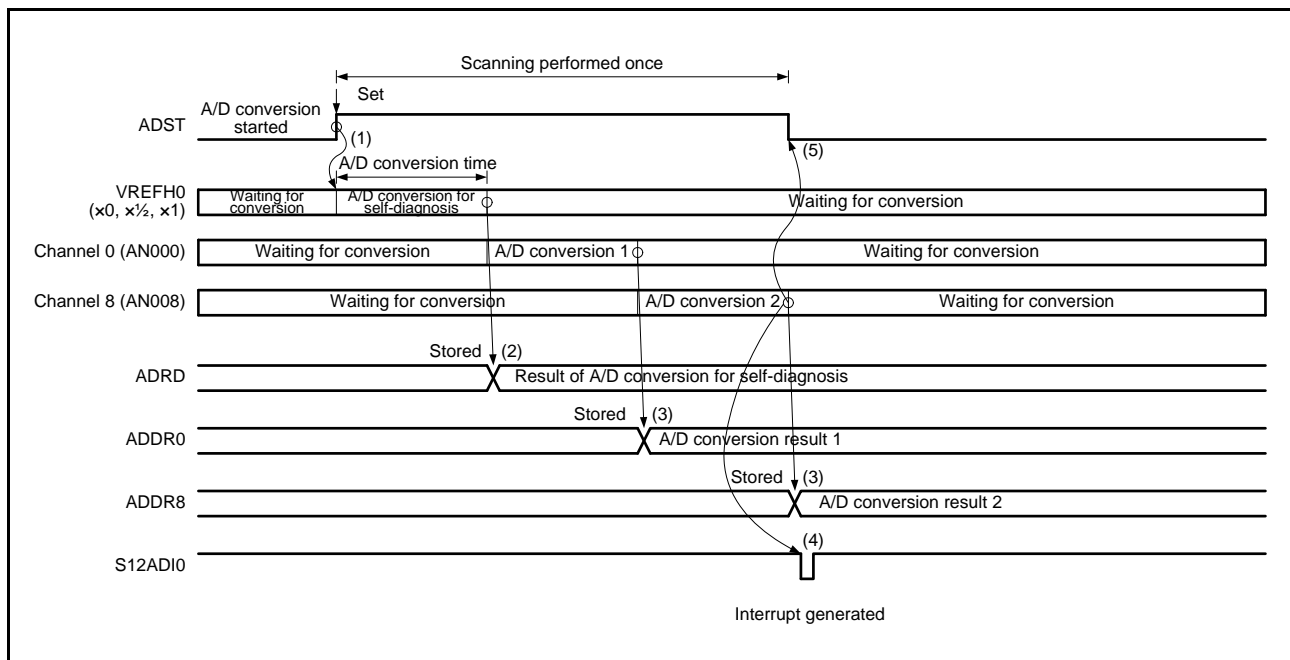 Scanning performed once
Set
A/D conversion
started
ADST
(1)
(5)
A/D conversion time
VREFH0
(×0, ×½, ×1)
Waiting for
conversion
A/D conversion for
self-diagnosis
Waiting for conversion
Channel 0 (AN000)
Waiting for conversion
A/D conversion 1
Waiting for conversion
Channel 8 (AN008)
Waiting for conversion
A/D conversion 2
Waiting for conversion
Stored
(2)
ADRD
Result of A/D conversion for self-diagnosis
Stored
(3)
ADDR0
A/D conversion result 1
Stored
(3)
ADDR8
A/D conversion result 2
(4)
S12ADI0
Interrupt generated